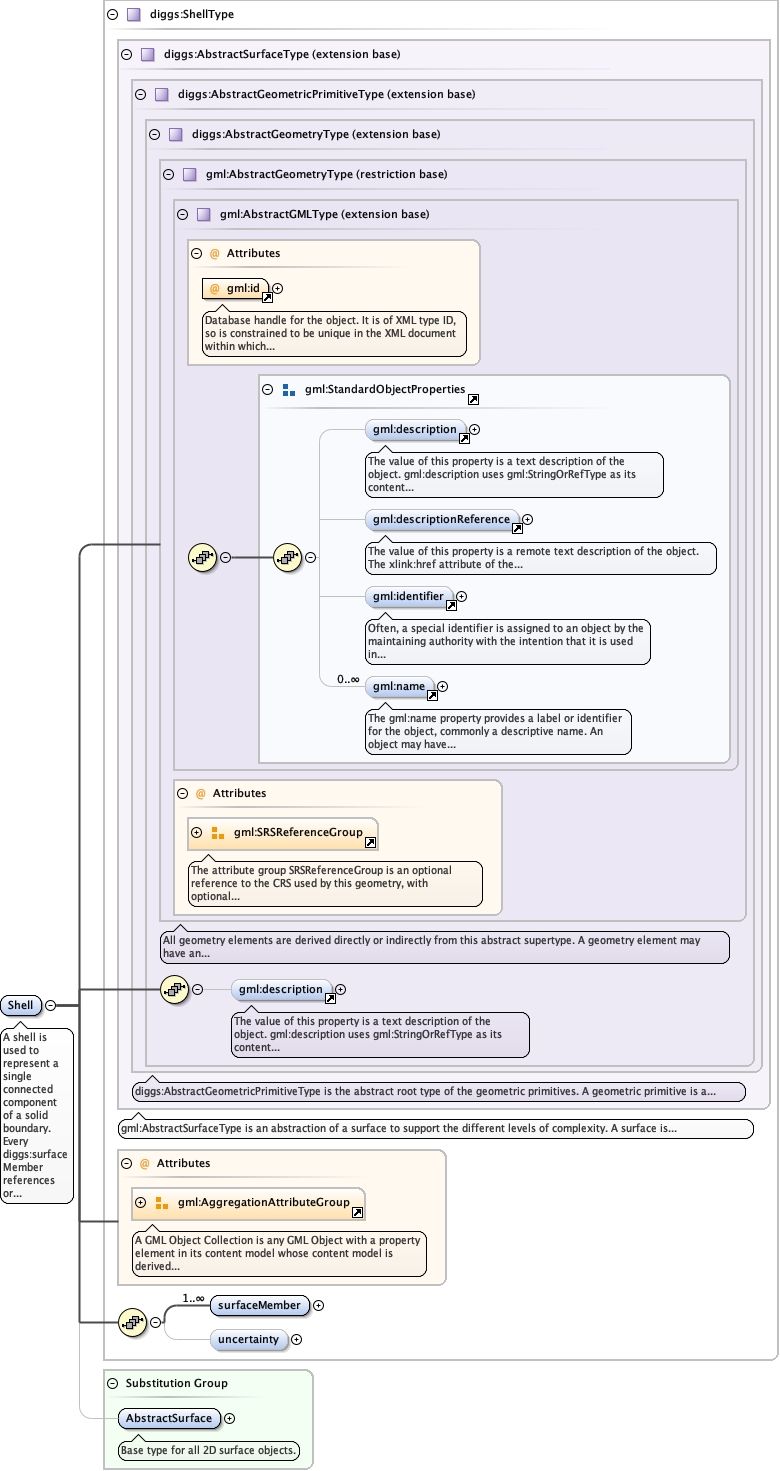 diggs:ShellType
diggs:AbstractSurfaceType (extension base)
diggs:AbstractGeometricPrimitiveType (extension base)
diggs:AbstractGeometryType (extension base)
gml:AbstractGeometryType (restriction base)
gml:AbstractGMLType (extension base)
@ Attributes
@ gml:id
Database handle for the object. It is of XML type ID,
so is constrained to be unique in the XML document
within which...
gml:StandardObjectProperties
gml:description
The value of this property is a text description of the
object. gml:description uses gml:StringOrRefType as its
content...
gml:descriptionReference
The value of this property is a remote text description of the object.
The xlink:href attribute of the...
gml:identifier
Often, a special identifier is assigned to an object by the
maintaining authority with the intention that it is used
in...
0..∞
gml:name
The gml:name property provides a label or identifier
for the object, commonly a descriptive name. An
object may have...
@ Attributes
gml:SRSReferenceGroup
The attribute group SRSReferenceGroup is an optional
reference to the CRS used by this geometry, with
optional...
All geometry elements are derived directly or indirectly from this abstract supertype. A geometry element may
have an...
gml:description
The value of this property is a text description of the
object. gml:description uses gml:StringOrRefType as its
content...
diggs:AbstractGeometricPrimitiveType is the abstract root type of the geometric primitives. A geometric primitive is a...
gml:AbstractSurfaceType is an abstraction of a surface to support the different levels of complexity. A surface is...
Shell
A shell is
used to
represent a
single
connected
component
of a solid
boundary.
Every
diggs:surface
Member
references
or...
@ Attributes
gml:AggregationAttributeGroup
A GML Object Collection is any GML Object with a property
element in its content model whose content model is
derived...
1..∞
surfaceMember
uncertainty
Substitution Group
AbstractSurface
Base type for all 2D surface objects.